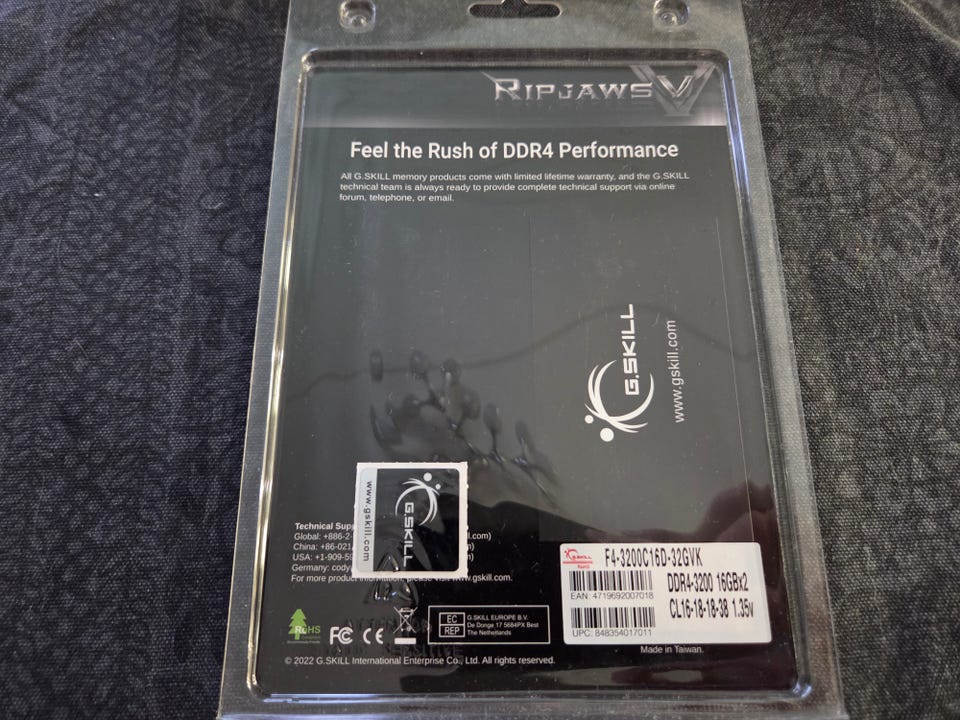 RIPJAWS V
Feel the Rush of DDR4 Performance
All G.SKILL memory products come with limited lifetime warranty, and the G.SKILL
technical team is always ready to provide complete technical support via online
forum, telephone, or email.
G.SKILL
www.gskill.com
G.SKILL
www.gskill.com
Technical
Global: +886-2-
China: +86-021
USA: +1-909-
Germany: cody
For more product information, please visit www.gskill.com.
RoHS
FC CE
EC REP
G.SKILL EUROPE B.V.
De Donge 17 5684PX Best
The Netherlands
© 2022 G.SKILL International Enterprise Co., Ltd. All rights reserved.
G.SKILL
F4-3200C16D-32GVK
DDR4-3200 16GBx2
EAN: 4719692007018
CL16-18-18-38 1.35v
UPC: 848354017011
Made in Taiwan.